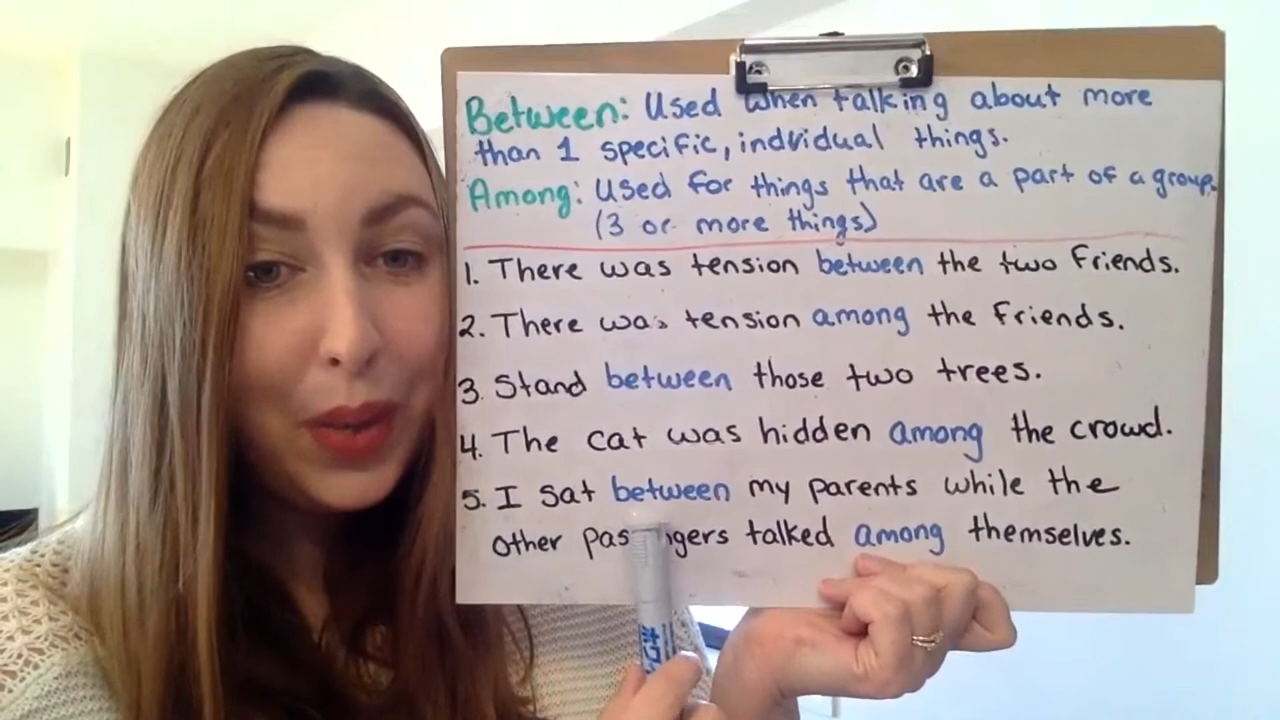 Between: Used when talking about more
than 1 specific, indvidual things.
Among: Used for things that are a part of a group.
(3 or more things)
1. There was tension between the two friends.
2. There was tension among the friends.
3. Stand between those two trees.
4. The cat was hidden among the crowd.
5. I sat between my parents while the
other passengers talked among themselves.